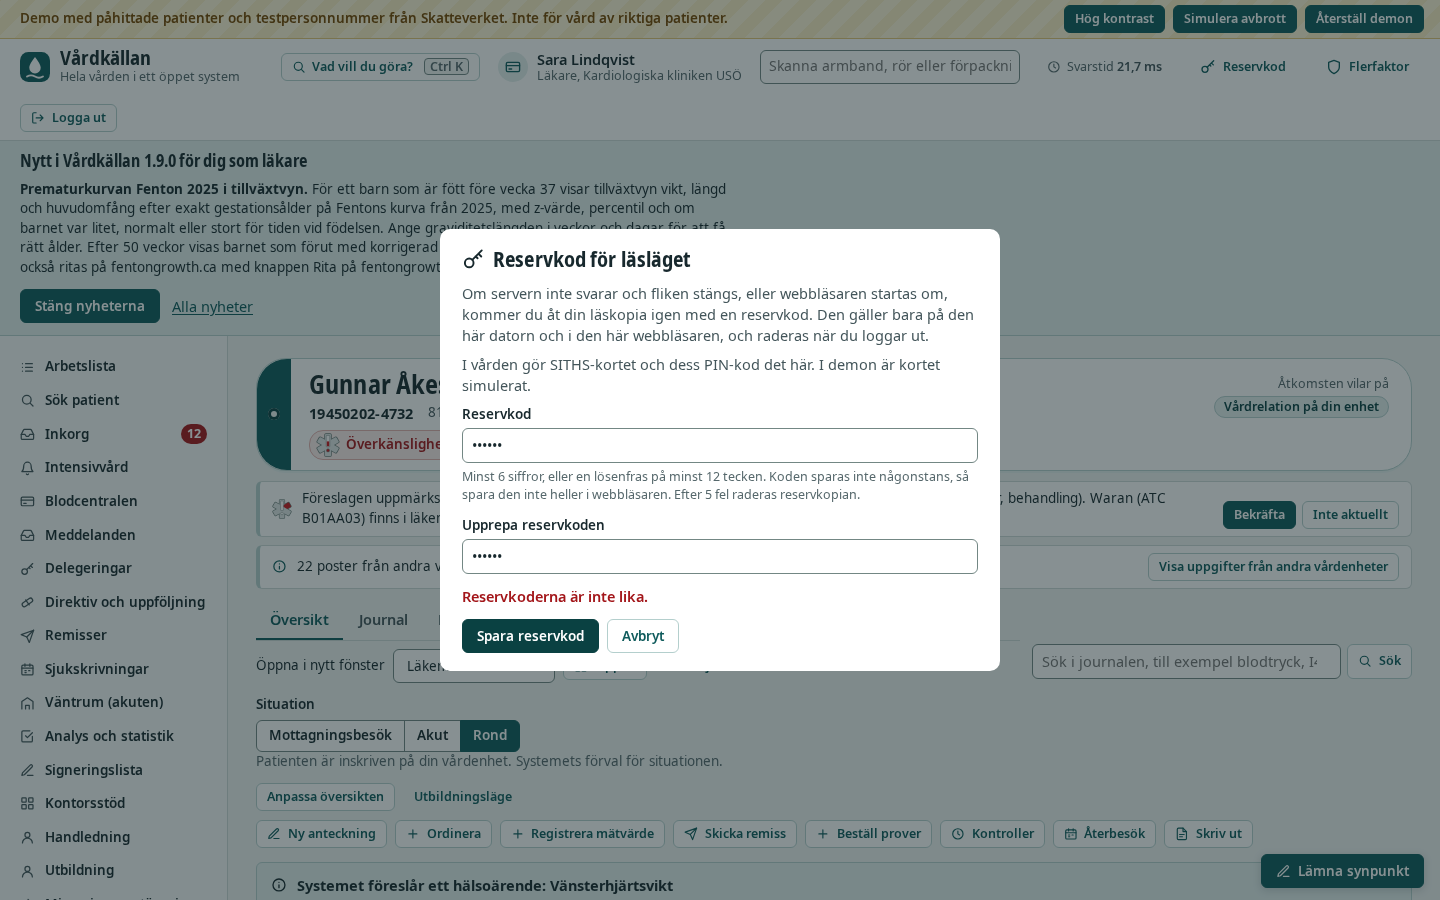 Demo med påhittade patienter och testpersonnummer från Skatteverket. Inte för vård av riktiga patienter.
Hög kontrast
Simulera avbrott
Återställ demon
Vårdkällan
Hela vården i ett öppet system
Vad vill du göra? Ctrl K
Sara Lindqvist
Läkare, Kardiologiska kliniken USÖ
Skanna armband, rör eller förpackni
Svarstid 21,7 ms
Reservkod
Flerfaktor
Logga ut
Nytt i Vårdkällan 1.9.0 för dig som läkare
Prematurkurvan Fenton 2025 i tillväxtvyn. För ett barn som är fött före vecka 37 visar tillväxtvyn vikt, längd
och huvudomfång efter exakt gestationsålder på Fentons kurva från 2025, med z-värde, percentil och om
barnet var litet, normalt eller stort för tiden vid födelsen. Ange graviditetslängden i veckor och dagar för att få
rätt ålder. Efter 50 veckor visas barnet som förut med korrigerad
också ritas på fentongrowth.ca med knappen Rita på fentongrowt
Stäng nyheterna
Alla nyheter
Reservkod för läsläget
Om servern inte svarar och fliken stängs, eller webbläsaren startas om,
kommer du åt din läskopia igen med en reservkod. Den gäller bara på den
här datorn och i den här webbläsaren, och raderas när du loggar ut.
I vården gör SITHS-kortet och dess PIN-kod det här. I demon är kortet
simulerat.
Reservkod
••••••
Minst 6 siffror, eller en lösenfras på minst 12 tecken. Koden sparas inte någonstans, så
spara den inte heller i webbläsaren. Efter 5 fel raderas reservkopian.
Upprepa reservkoden
••••••
Reservkoderna är inte lika.
Spara reservkod
Avbryt
Arbetslista
Sök patient
Inkorg 12
Intensivvård
Blodcentralen
Meddelanden
Delegeringar
Direktiv och uppföljning
Remisser
Sjukskrivningar
Väntrum (akuten)
Analys och statistik
Signeringslista
Kontorsstöd
Handledning
Utbildning
Gunnar Åkes
19450202-4732 81
Överkänslighe
Åtkomsten vilar på
Vårdrelation på din enhet
Föreslagen uppmärks
r, behandling). Waran (ATC
B01AA03) finns i läker
Bekräfta
Inte aktuellt
22 poster från andra v
Visa uppgifter från andra vårdenheter
Översikt
Journal
Öppna i nytt fönster
Läken
Sök i journalen, till exempel blodtryck, I
Sök
Situation
Mottagningsbesök
Akut
Rond
Patienten är inskriven på din vårdenhet. Systemets förval för situationen.
Anpassa översikten
Utbildningsläge
Ny anteckning
Ordinera
Registrera mätvärde
Skicka remiss
Beställ prover
Kontroller
Återbesök
Skriv ut
Systemet föreslår ett hälsoärende: Vänsterhjärtsvikt
Lämna synpunkt